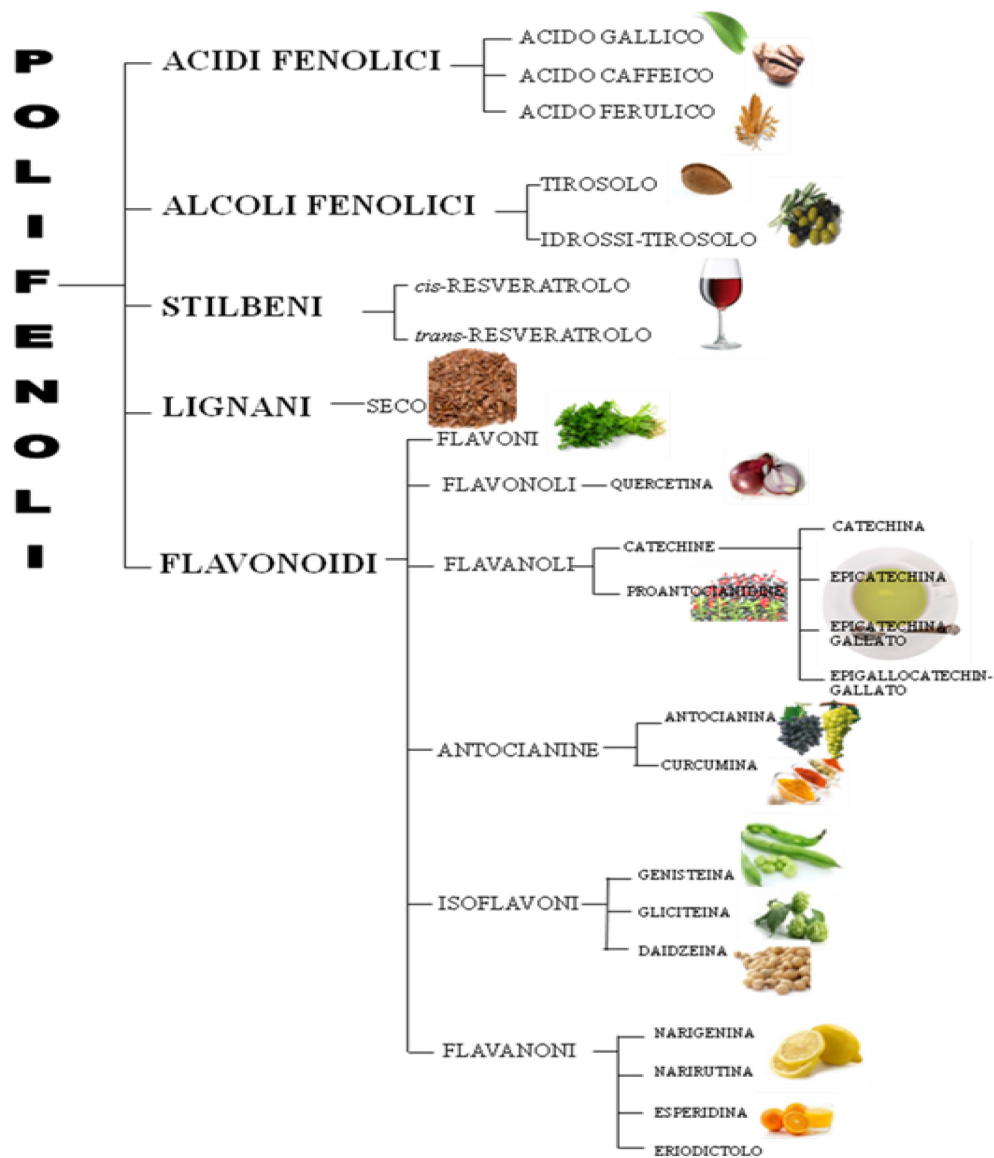 POLIFENOLI
ACIDI FENOLICI
ACIDO GALLICO
ACIDO CAFFEICO
ACIDO FERULICO
ALCOLI FENOLICI
TIROSOLO
IDROSSI-TIROSOLO
STILBENI
cis-RESVERATROLO
trans-RESVERATROLO
LIGNANI
SECO
FLAVONOIDI
FLAVONI
FLAVONOLI
QUERCETINA
FLAVANOLI
CATECHINE
CATECHINA
EPICATECHINA
EPICATECHINA
GALLATO
EPIGALLOCATECHIN-
GALLATO
PROANTOCIANIDINE
ANTOCIANINE
ANTOCIANINA
CURCUMINA
ISOFLAVONI
GENISTEINA
GLICITEINA
DAIDZEINA
FLAVANONI
NARIGENINA
NARIRUTINA
ESPERIDINA
ERIODICTOLO